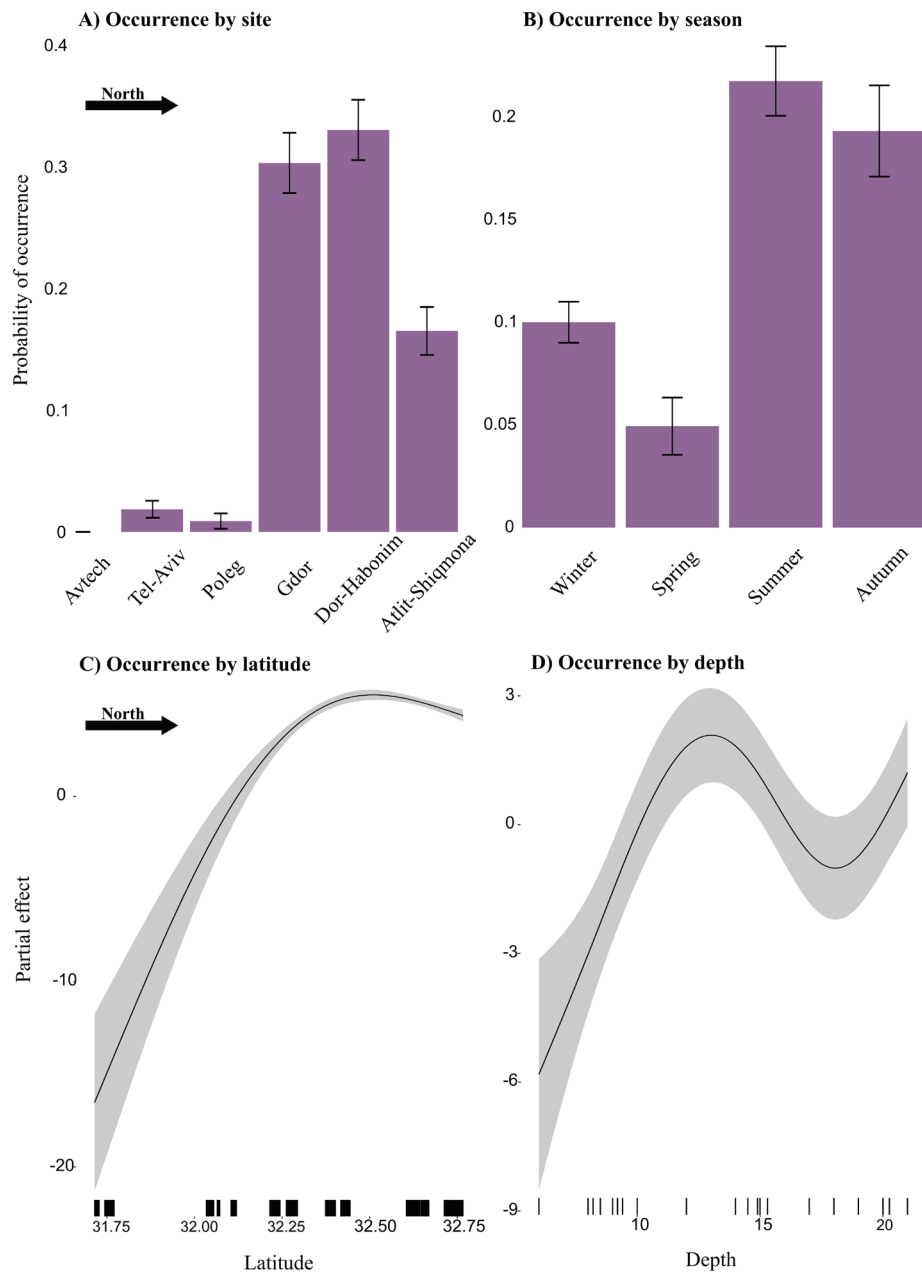 A) Occurrence by site
North
Probability of occurrence
0.4
0.3
0.2
0.1
0
Avtech
Tel-Aviv
Poleg
Gdor
Dor-Habonim
Atlit-Shiqmona
B) Occurrence by season
0.2
0.15
0.1
0.05
0
Winter
Spring
Summer
Autumn
C) Occurrence by latitude
North
Partial effect
0
-10
-20
31.75
32.00
32.25
32.50
32.75
Latitude
D) Occurrence by depth
3
0
-3
-6
-9
10
15
20
Depth